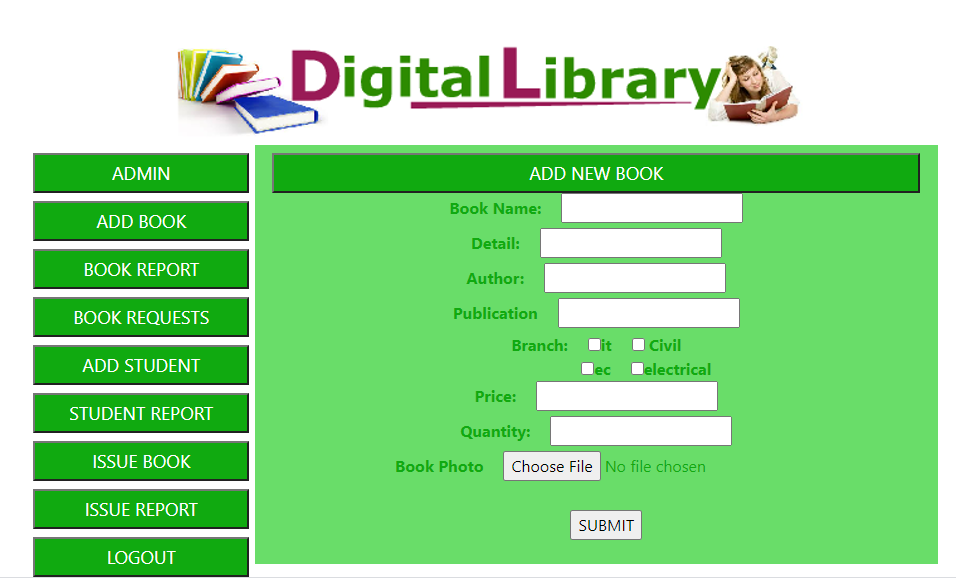 Digital Library
ADMIN
ADD BOOK
BOOK REPORT
BOOK REQUESTS
ADD STUDENT
STUDENT REPORT
ISSUE BOOK
ISSUE REPORT
LOGOUT
ADD NEW BOOK
Book Name:
Detail:
Author:
Publication
Branch: it Civil
ec electrical
Price:
Quantity:
Book Photo Choose File No file chosen
SUBMIT